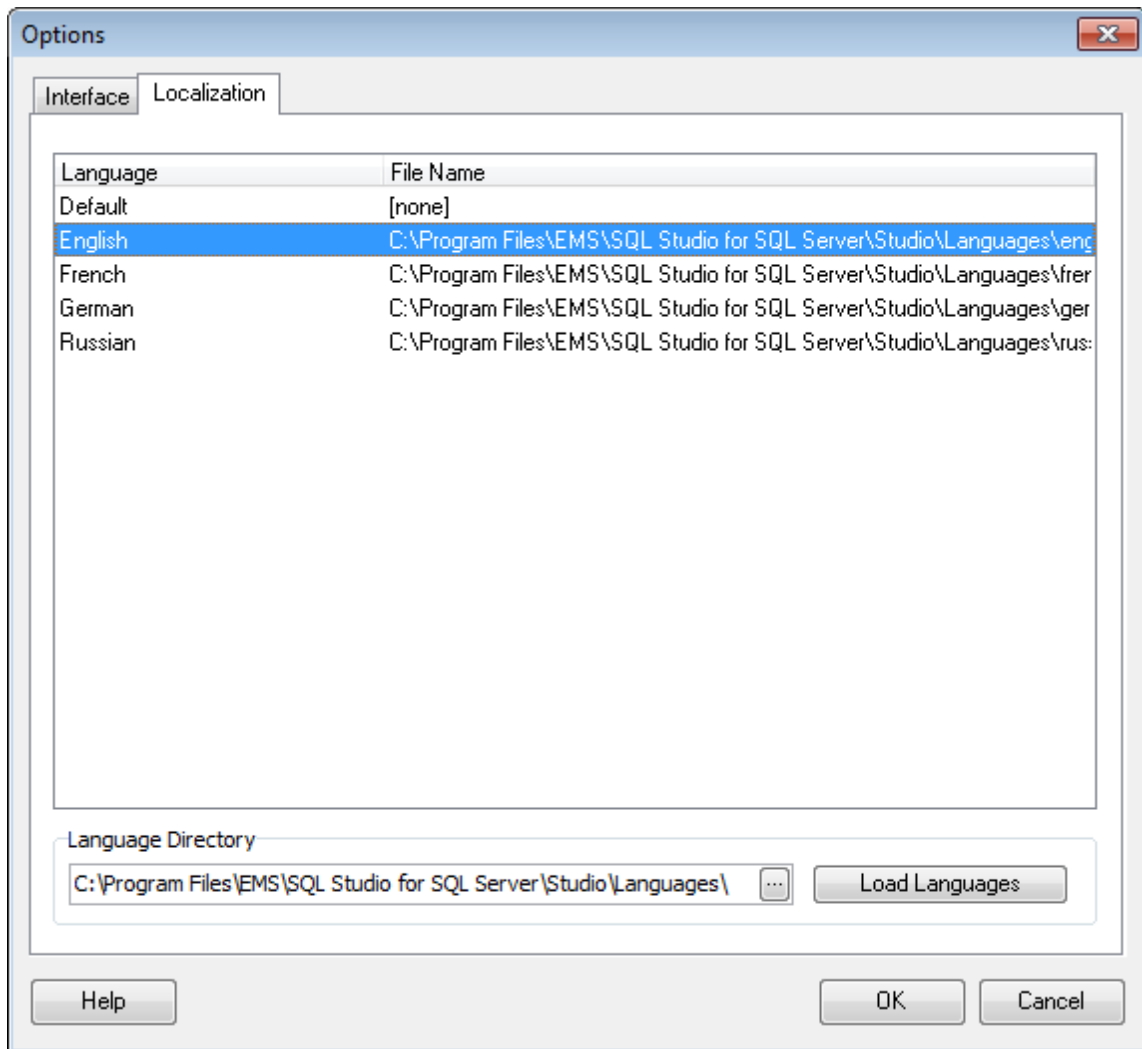 Options
Interface Localization
Language File Name
Default [none]
English C:\Program Files\EMS\SQL Studio for SQL Server\Studio\Languages\eng
French C:\Program Files\EMS\SQL Studio for SQL Server\Studio\Languages\fren
German C:\Program Files\EMS\SQL Studio for SQL Server\Studio\Languages\ger
Russian C:\Program Files\EMS\SQL Studio for SQL Server\Studio\Languages\rus
Language Directory
C:\Program Files\EMS\SQL Studio for SQL Server\Studio\Languages\ ... Load Languages
Help OK Cancel